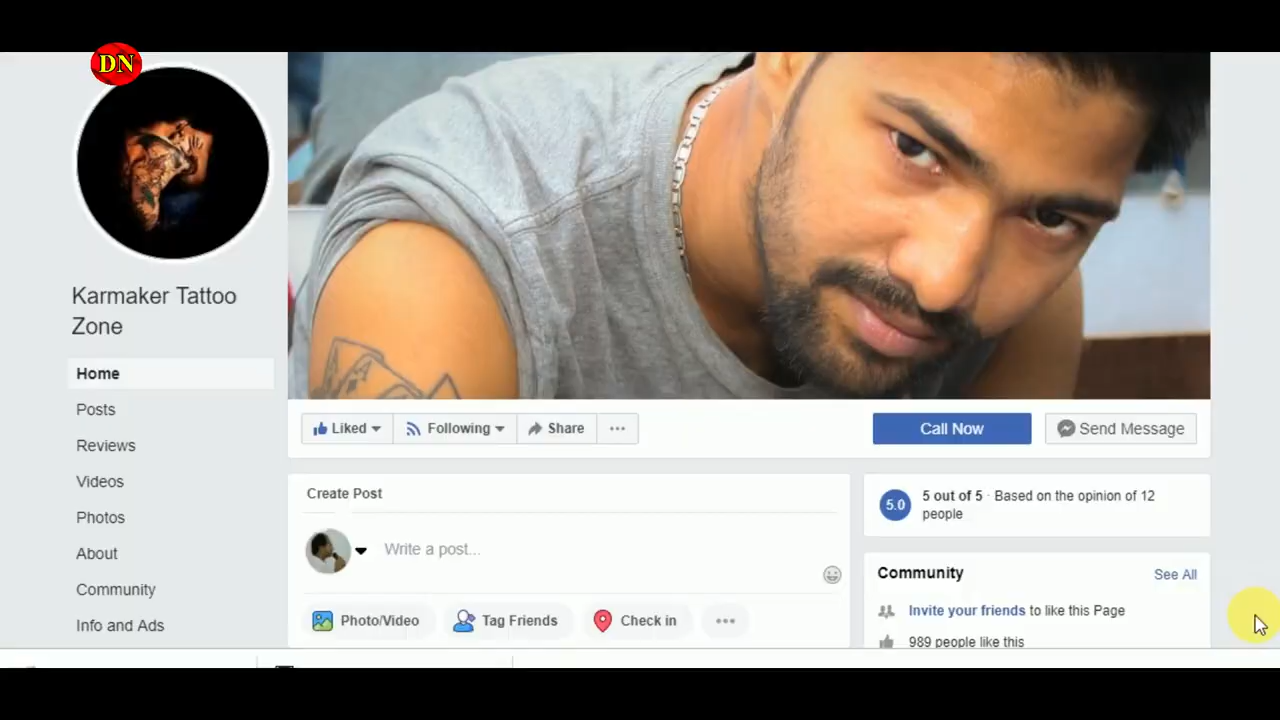 DN
Karmaker Tattoo
Zone
Home
Posts
Reviews
Videos
Photos
About
Community
Info and Ads
Liked
Following
Share
Call Now
Send Message
Create Post
Write a post...
Photo/Video
Tag Friends
Check in
5.0
5 out of 5 · Based on the opinion of 12
people
Community
See All
Invite your friends to like this Page
989 people like this